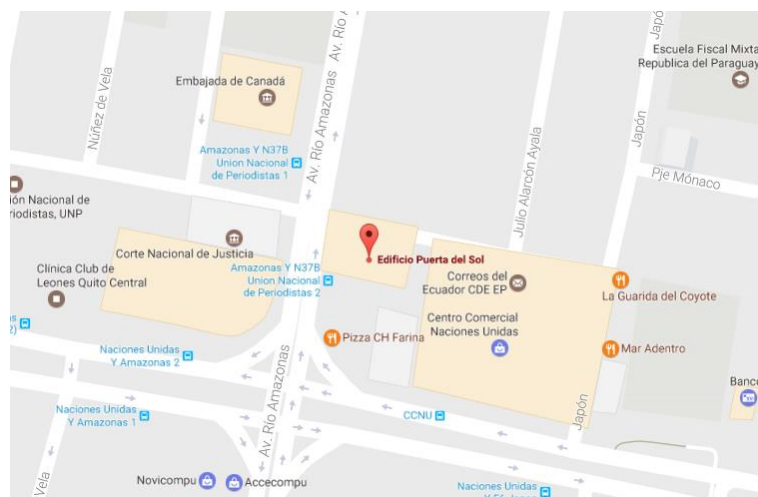 Núñez de Vela
Embajada de Canadá
Av. Río Amazonas
Av. Río Amazonas
Japón
Escuela Fiscal Mixta
Republica del Paraguay
Amazonas Y N37B
Union Nacional
de Periodistas 1
Japón
Julio Alarcón Ayala
Pje Mónaco
ión Nacional de
riodistas, UNP
Corte Nacional de Justicia
Edificio Puerta del Sol
Amazonas Y N37B
Union Nacional
de Periodistas 2
Clínica Club de
Leones Quito Central
Correos del
Ecuador CDE EP
La Guarida del Coyote
Centro Comercial
Naciones Unidas
Pizza CH Farina
Mar Adentro
Naciones Unidas
Y Amazonas 2
Banco
Naciones Unidas
Y Amazonas 1
CCNU
Japón
Av. Río Amazonas
Vela
Novicompu
Accecompu
Naciones Unidas